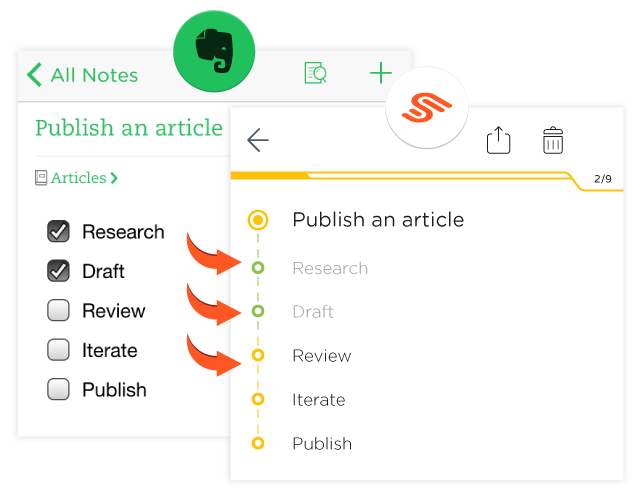 All Notes
Publish an article
Articles
Research
Draft
Review
Iterate
Publish
2/9
Publish an article
Research
Draft
Review
Iterate
Publish